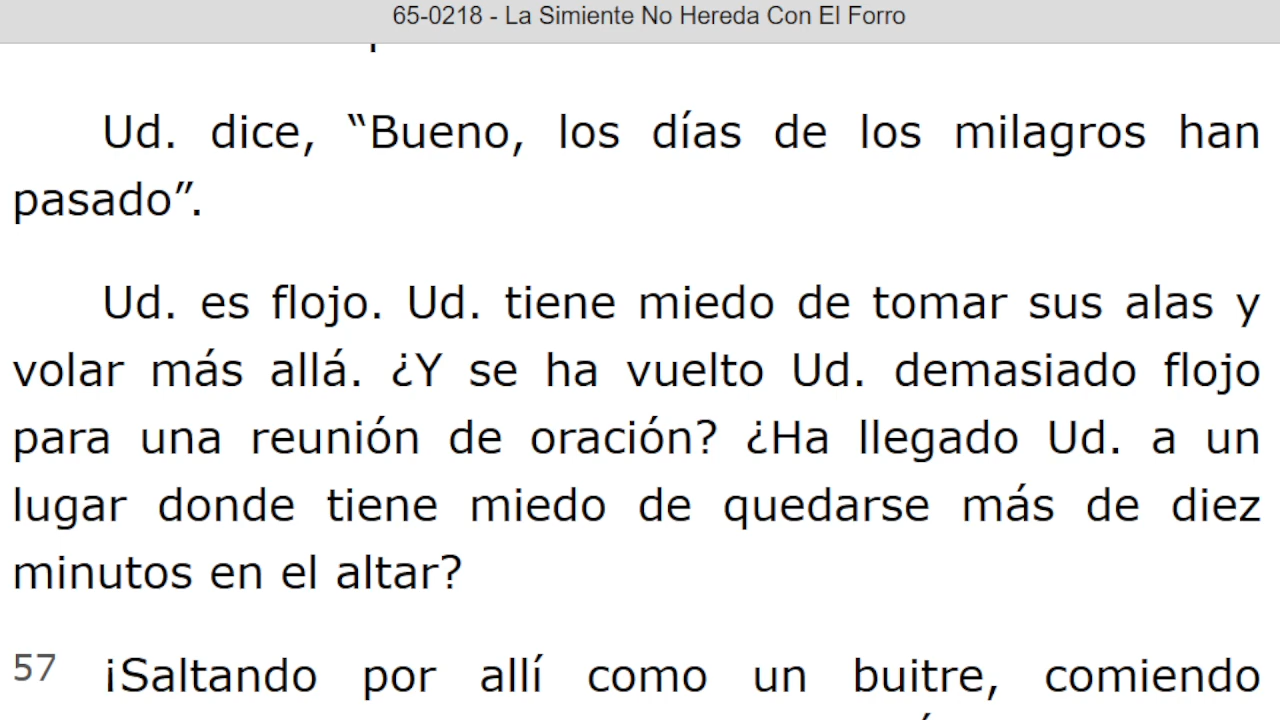 65-0218 - La Simiente No Hereda Con El Forro
Ud. dice, “Bueno, los días de los milagros han
pasado”.
Ud. es flojo. Ud. tiene miedo de tomar sus alas y
volar más allá. ¿Y se ha vuelto Ud. demasiado flojo
para una reunión de oración? ¿Ha llegado Ud. a un
lugar donde tiene miedo de quedarse más de diez
minutos en el altar?
57 ¡Saltando por allí como un buitre, comiendo